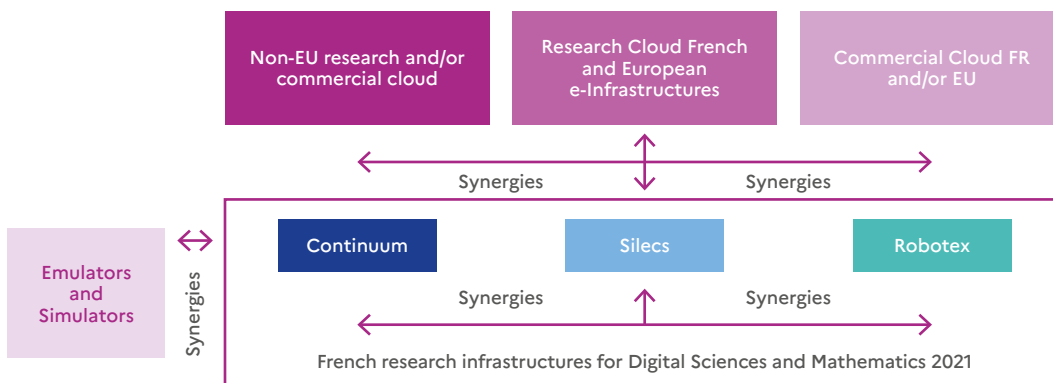 Non-EU research and/or
commercial cloud
Research Cloud French
and European
e-Infrastructures
Commercial Cloud FR
and/or EU
Synergies
Synergies
Emulators
and
Simulators
Synergies
Continuum
Silecs
Robotex
Synergies
Synergies
French research infrastructures for Digital Sciences and Mathematics 2021